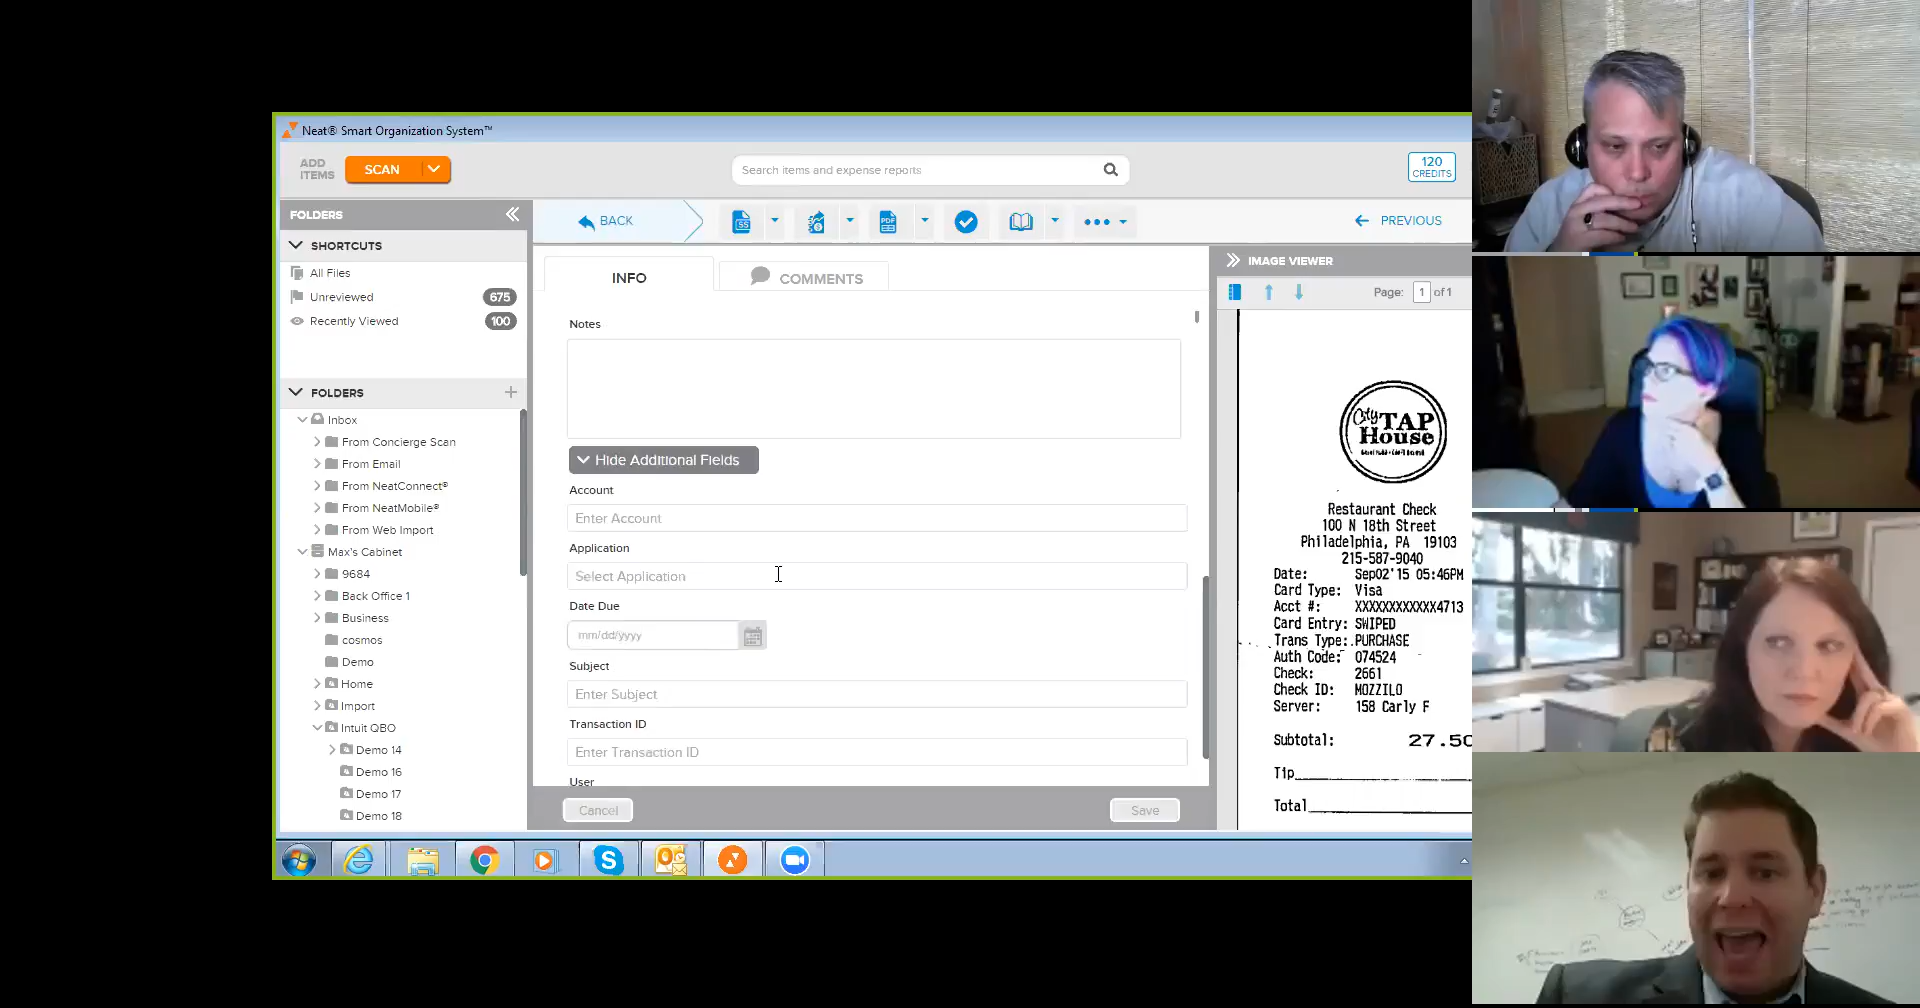 Neat® Smart Organization System™
ADD ITEMS
SCAN
Search items and expense reports
120 CREDITS
FOLDERS
BACK
PREVIOUS
SHORTCUTS
All Files
Unreviewed 675
Recently Viewed 100
FOLDERS
Inbox
From Concierge Scan
From Email
From NeatConnect®
From NeatMobile®
From Web Import
Max's Cabinet
9684
Back Office 1
Business
cosmos
Demo
Home
Import
Intuit QBO
Demo 14
Demo 16
Demo 17
Demo 18
INFO
COMMENTS
Notes
Hide Additional Fields
Account
Enter Account
Application
Select Application
Date Due
mm/dd/yyyy
Subject
Enter Subject
Transaction ID
Enter Transaction ID
User
Cancel
Save
IMAGE VIEWER
Page: 1 of 1
City TAP House
Restaurant Check
100 N 18th Street
Philadelphia, PA 19103
215-587-9040
Date: Sep02'15 05:46PM
Card Type: Visa
Acct #: XXXXXXXXXXXX4713
Card Entry: SWIPED
Trans Type: PURCHASE
Auth Code: 074524
Check: 2661
Check ID: MOZZILO
Server: 158 Carly F
Subtotal: 27.50
Tip
Total